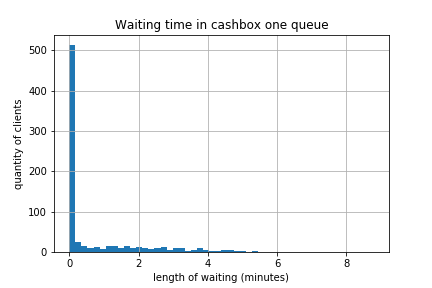 Waiting time in cashbox one queue
quantity of clients
500
400
300
200
100
0
0 2 4 6 8
length of waiting (minutes)